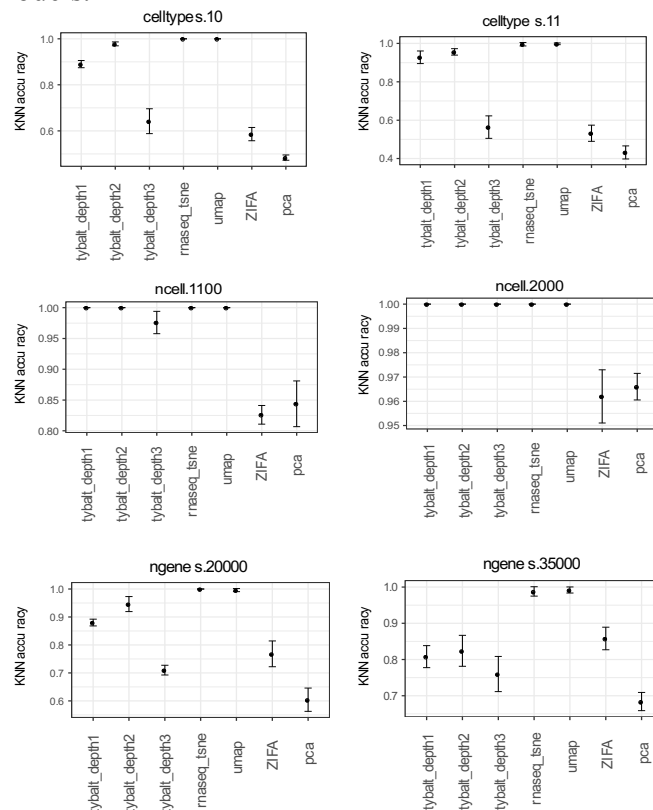 celltype s.10
KNN accu racy
1.0
0.8
0.6
tybalt_depth1
tybalt_depth2
tybalt_depth3
rnaseq_tsne
umap
ZIFA
pca
celltype s.11
KNN accu racy
1.0
0.8
0.6
0.4
tybalt_depth1
tybalt_depth2
tybalt_depth3
rnaseq_tsne
umap
ZIFA
pca
ncell.1100
KNN accu racy
1.00
0.95
0.90
0.85
0.80
tybalt_depth1
tybalt_depth2
tybalt_depth3
rnaseq_tsne
umap
ZIFA
pca
ncell.2000
KNN accu racy
1.00
0.99
0.98
0.97
0.96
0.95
tybalt_depth1
tybalt_depth2
tybalt_depth3
rnaseq_tsne
umap
ZIFA
pca
ngene s.20000
KNN accu racy
1.0
0.9
0.8
0.7
0.6
tybalt_depth1
tybalt_depth2
tybalt_depth3
rnaseq_tsne
umap
ZIFA
pca
ngene s.35000
KNN accu racy
1.0
0.9
0.8
0.7
tybalt_depth1
tybalt_depth2
tybalt_depth3
rnaseq_tsne
umap
ZIFA
pca